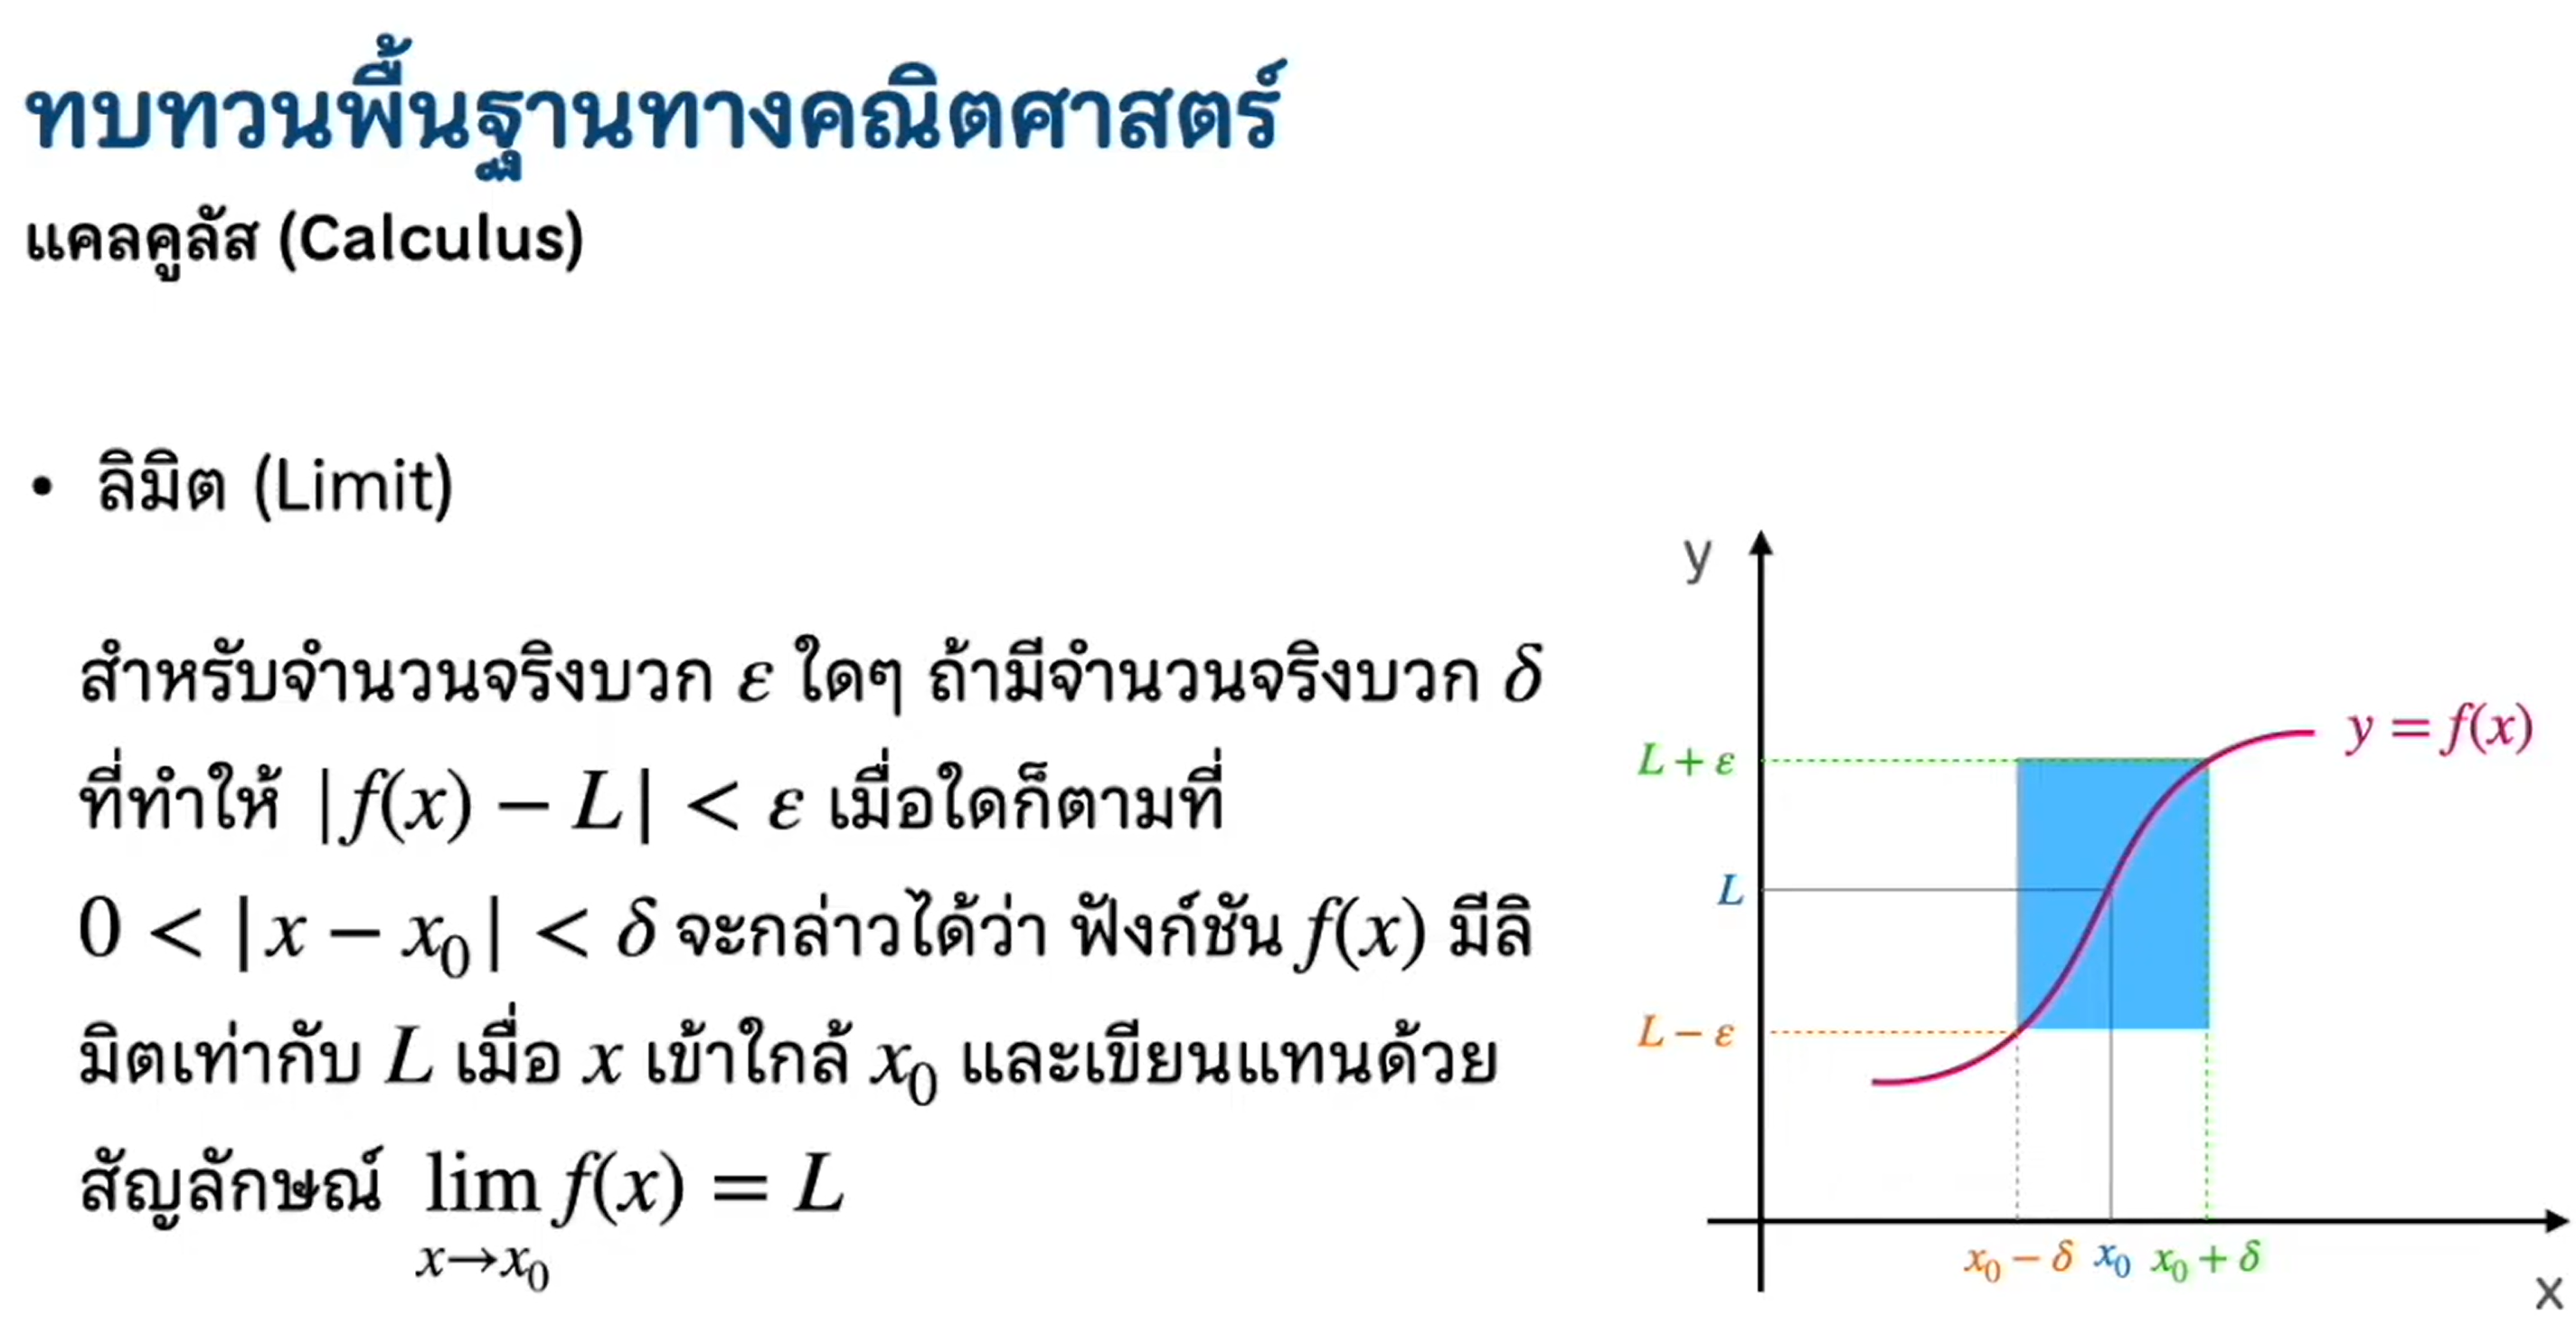 ทบทวนพื้นฐานทางคณิตศาสตร์
แคลคูลัส (Calculus)
• ลิมิต (Limit)
สำหรับจำนวนจริงบวก ε ใดๆ ถ้ามีจำนวนจริงบวก δ
ที่ทำให้ |f(x) − L| < ε เมื่อใดก็ตามที่
0 < |x − x₀| < δ จะกล่าวได้ว่า ฟังก์ชัน f(x) มีลิ
มิตเท่ากับ L เมื่อ x เข้าใกล้ x₀ และเขียนแทนด้วย
สัญลักษณ์ lim f(x) = L
x→x₀
y
y = f(x)
L + ε
L
L − ε
x₀ − δ x₀ x₀ + δ
x